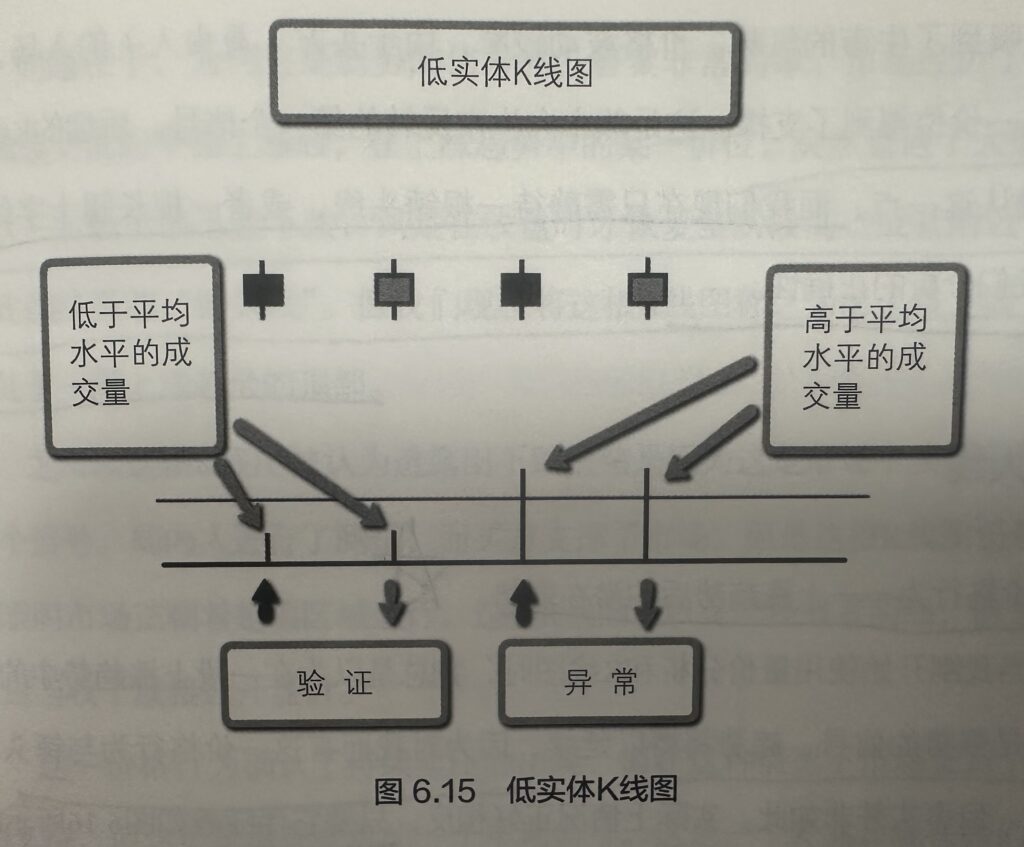 低实体K线图
低于平均
水平的成
交量
高于平均
水平的成
交量
验 证
异 常
图 6.15 低实体K线图